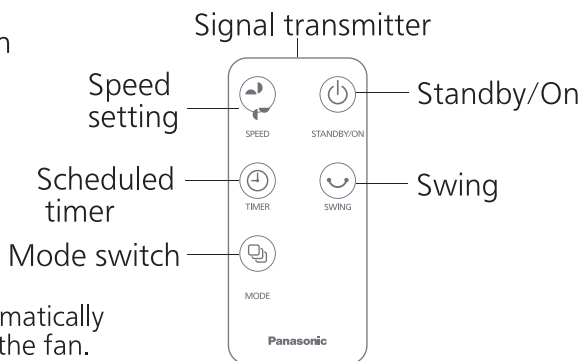 Signal transmitter
Speed
setting
Standby/On
SPEED
STANDBY/ON
Scheduled
timer
Swing
TIMER
SWING
Mode switch
MODE
the fan.
Panasonic